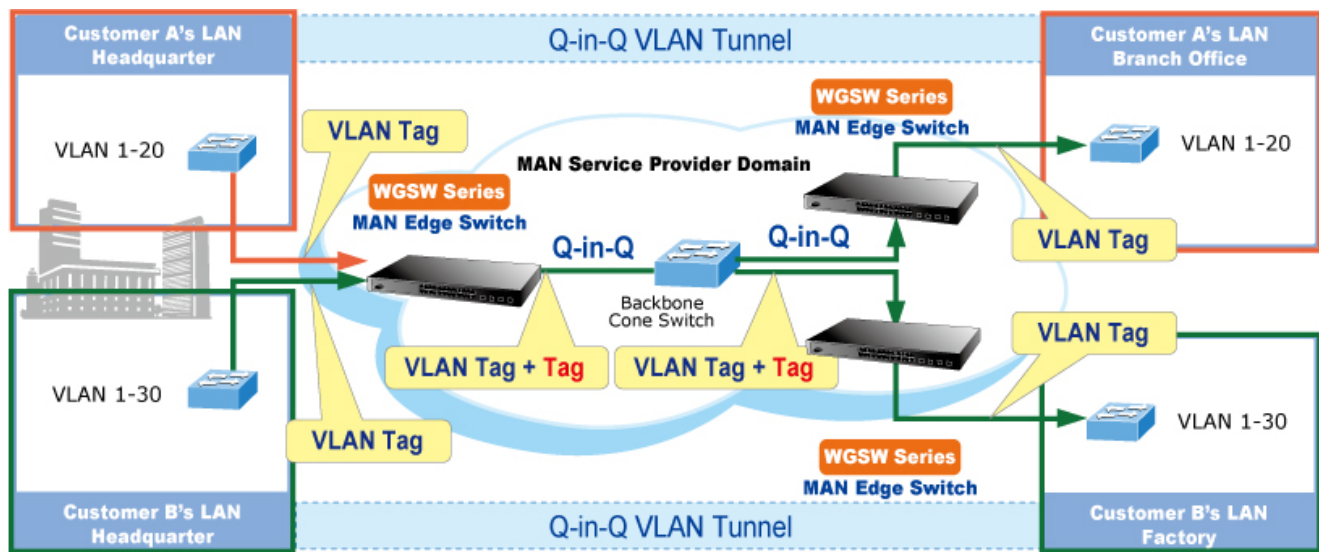 Customer A's LAN
Headquarter
Q-in-Q VLAN Tunnel
Customer A's LAN
Branch Office
VLAN 1-20
VLAN Tag
WGSW Series
MAN Edge Switch
MAN Service Provider Domain
WGSW Series
MAN Edge Switch
VLAN 1-20
VLAN Tag
Q-in-Q
Q-in-Q
Backbone
Cone Switch
VLAN Tag + Tag
VLAN Tag + Tag
VLAN Tag
VLAN 1-30
VLAN Tag
VLAN 1-30
WGSW Series
MAN Edge Switch
Customer B's LAN
Headquarter
Q-in-Q VLAN Tunnel
Customer B's LAN
Factory